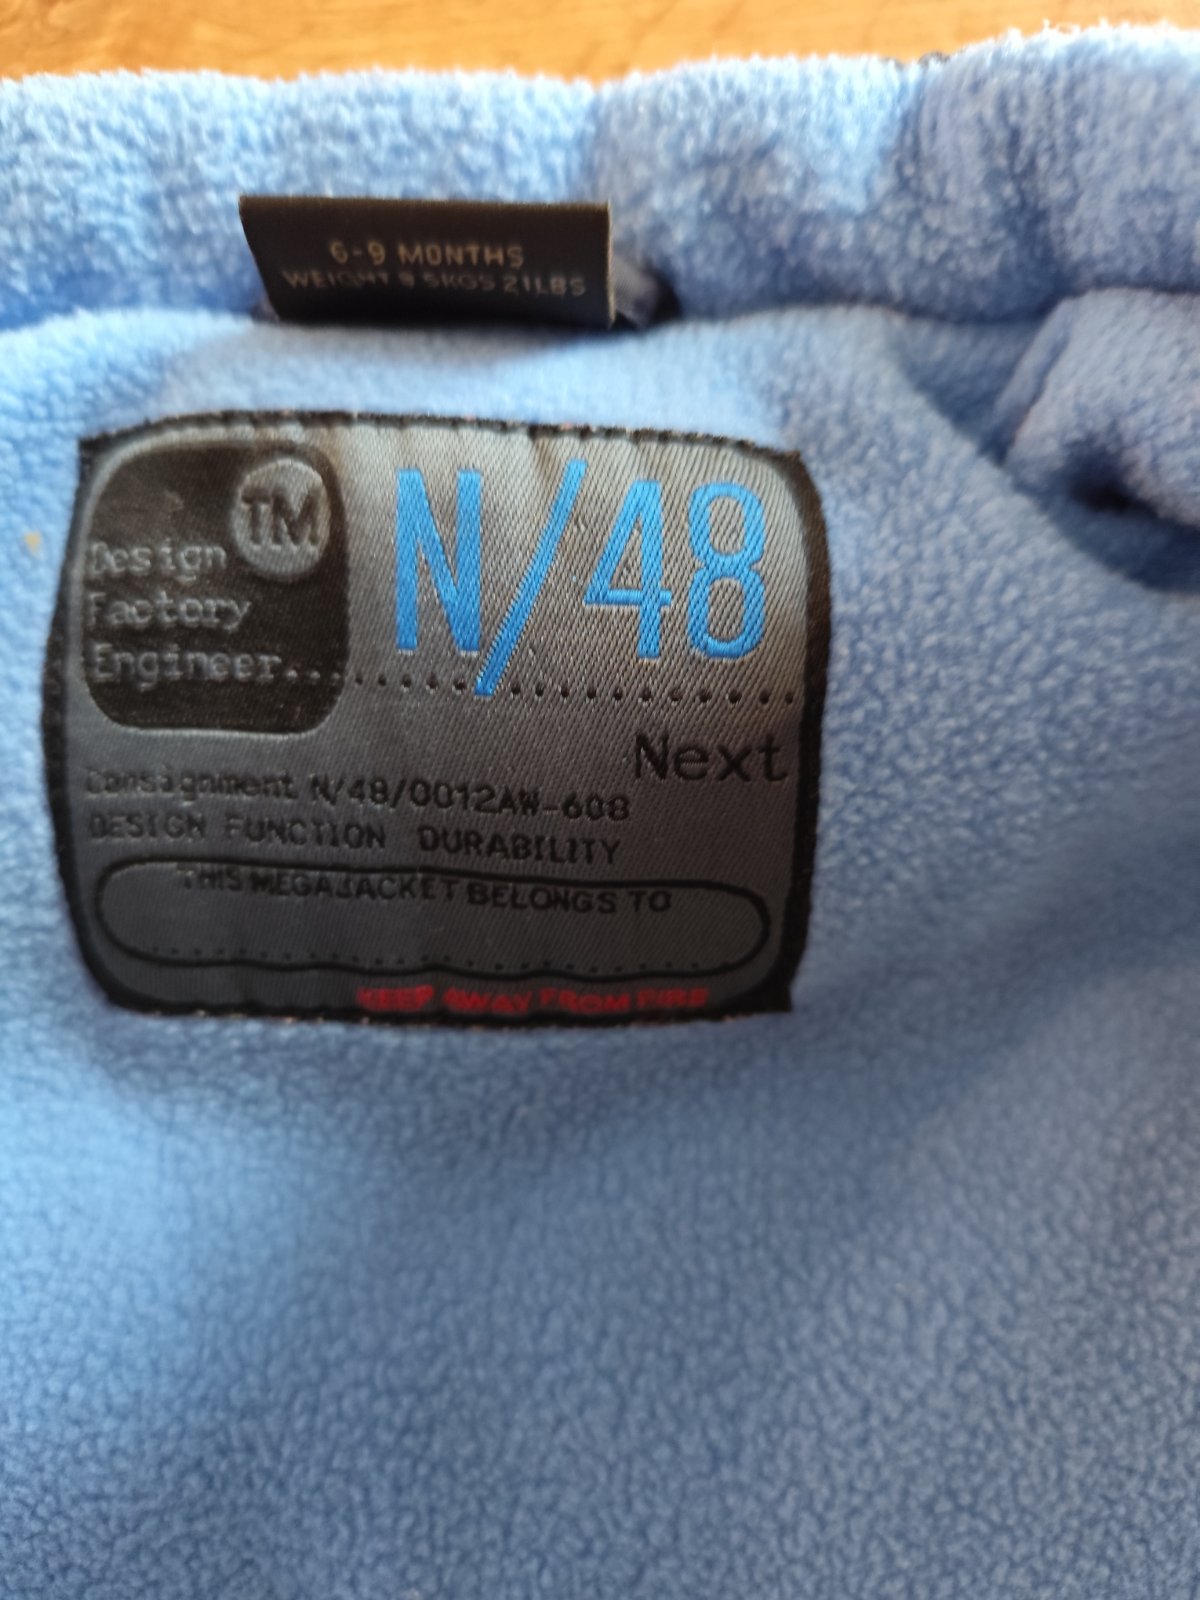 6-9 MONTHS
WEIGHT 9.5KGS 21LBS
TM
N/48
Design
Factory
Engineer...
Next
Consignment N/48/0012AW-608
DESIGN FUNCTION DURABILITY
THIS MEGAJACKET BELONGS TO
KEEP AWAY FROM FIRE